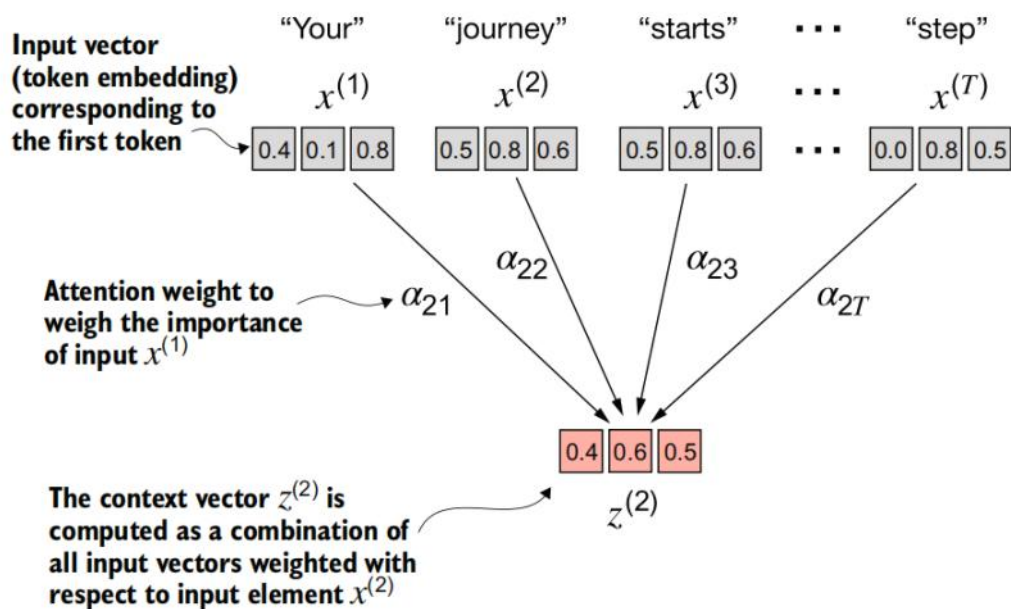 “Your” “journey” “starts” ... “step”
Input vector
(token embedding)
corresponding to
the first token
x(1) x(2) x(3) ... x(T)
0.4 0.1 0.8 0.5 0.8 0.6 0.5 0.8 0.6 ... 0.0 0.8 0.5
α22 α23
Attention weight to
weigh the importance
of input x(1)
α21 α2T
0.4 0.6 0.5
z(2)
The context vector z(2) is
computed as a combination of
all input vectors weighted with
respect to input element x(2)